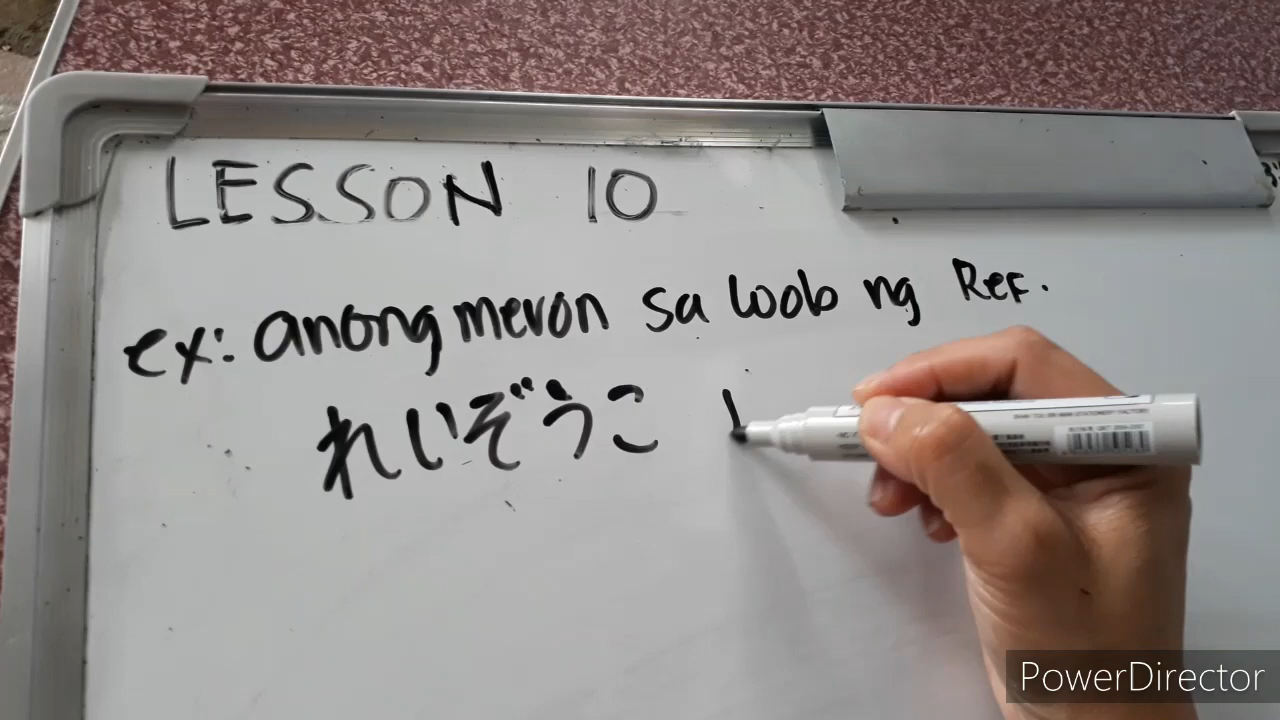 LESSON 10
ex: anong meron sa loob ng Ref.
れいぞうこ
PowerDirector